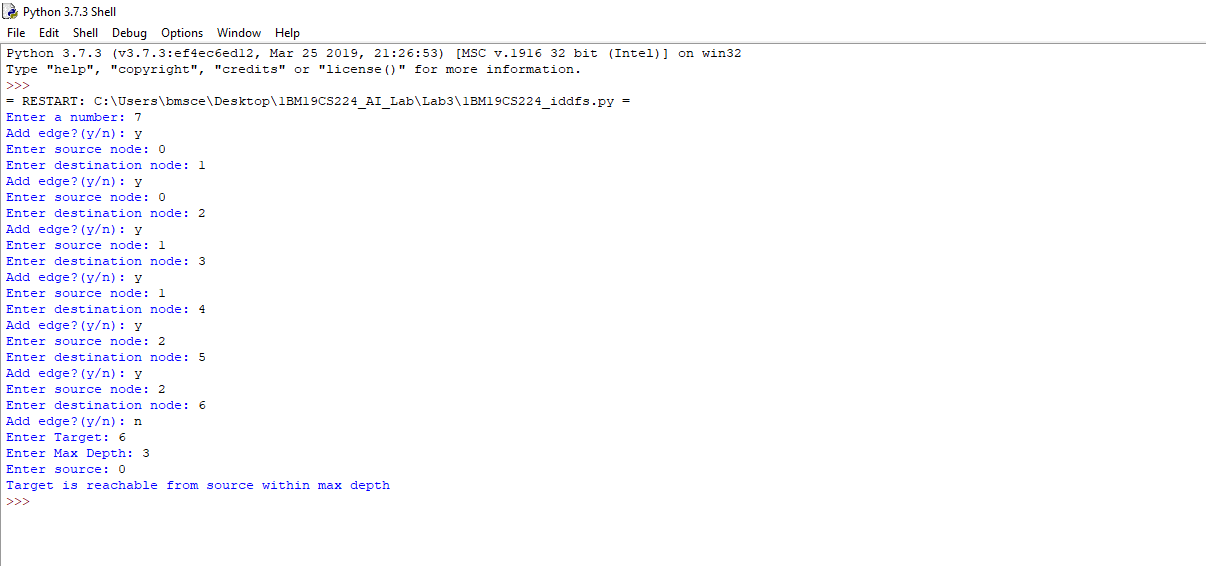 Python 3.7.3 Shell
File Edit Shell Debug Options Window Help
Python 3.7.3 (v3.7.3:ef4ec6ed12, Mar 25 2019, 21:26:53) [MSC v.1916 32 bit (Intel)] on win32
Type "help", "copyright", "credits" or "license()" for more information.
>>>
= RESTART: C:\Users\bmsce\Desktop\1BM19CS224_AI_Lab\Lab3\1BM19CS224_iddfs.py =
Enter a number: 7
Add edge?(y/n): y
Enter source node: 0
Enter destination node: 1
Add edge?(y/n): y
Enter source node: 0
Enter destination node: 2
Add edge?(y/n): y
Enter source node: 1
Enter destination node: 3
Add edge?(y/n): y
Enter source node: 1
Enter destination node: 4
Add edge?(y/n): y
Enter source node: 2
Enter destination node: 5
Add edge?(y/n): y
Enter source node: 2
Enter destination node: 6
Add edge?(y/n): n
Enter Target: 6
Enter Max Depth: 3
Enter source: 0
Target is reachable from source within max depth
>>>